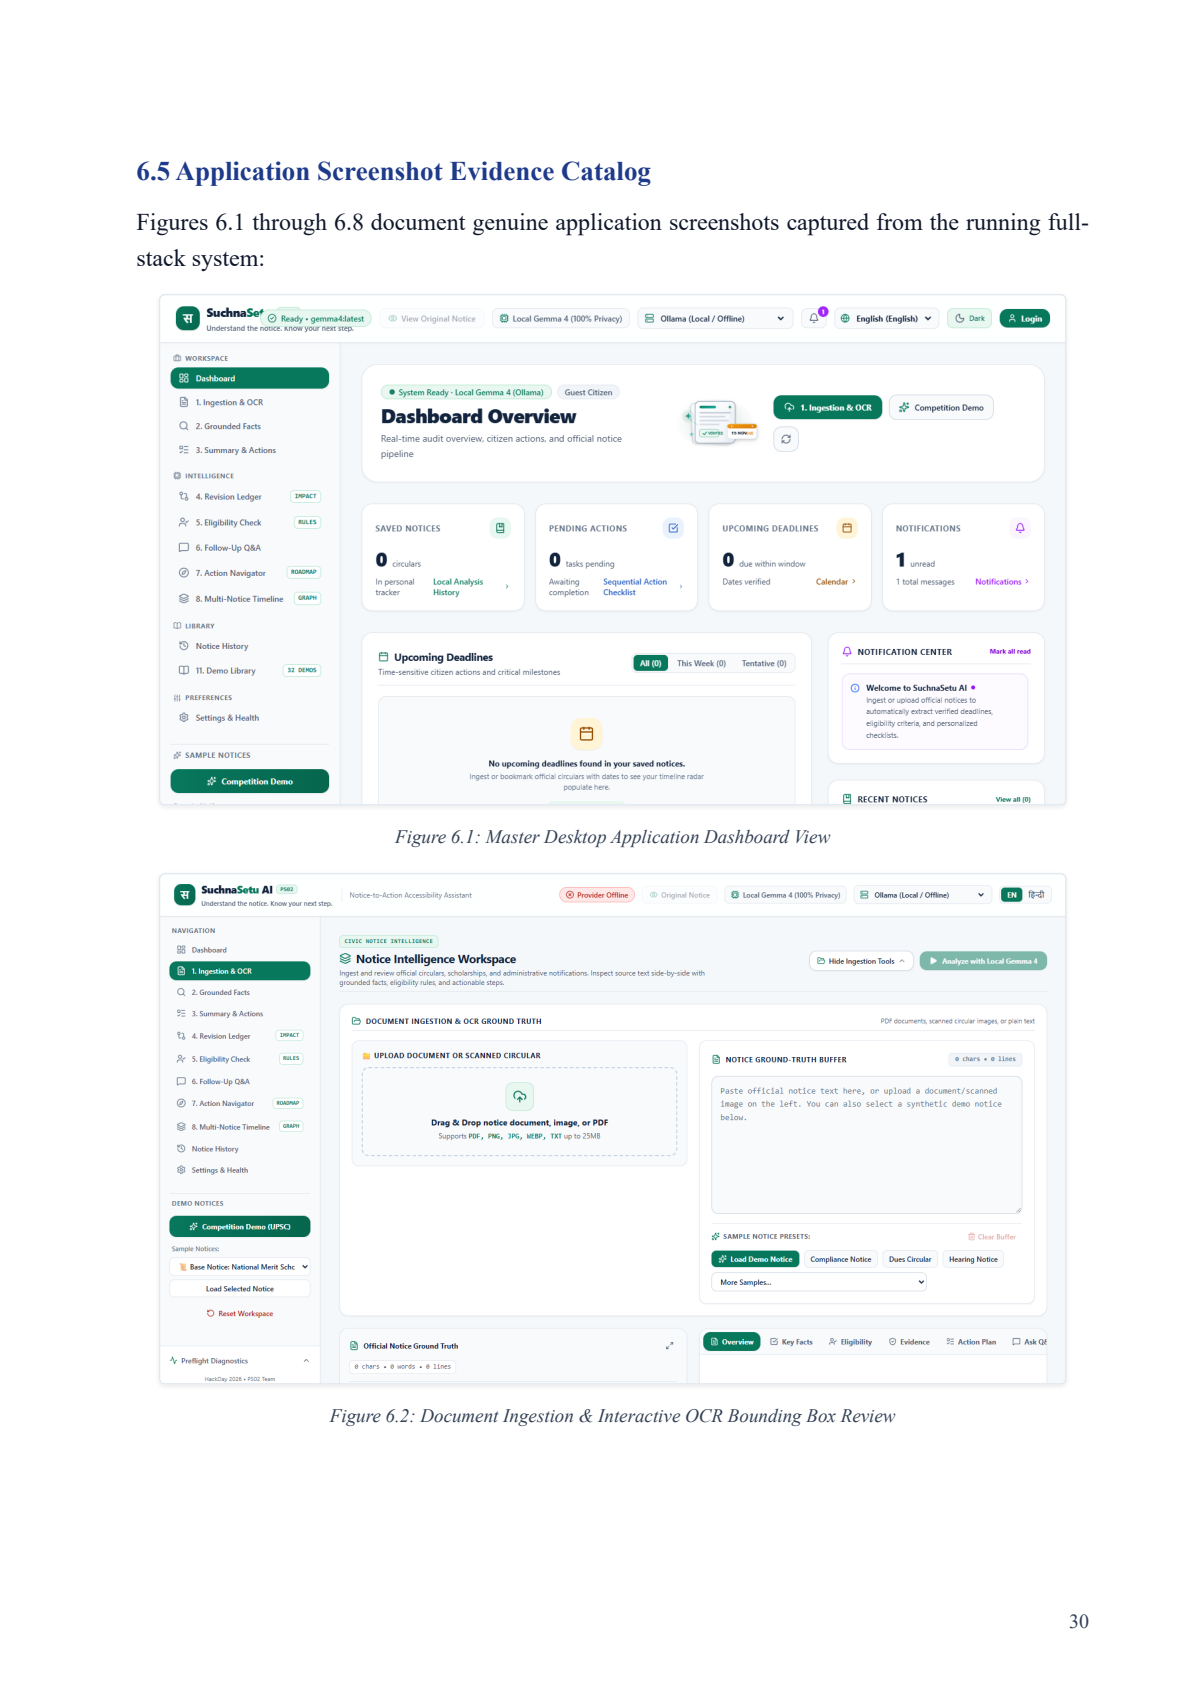 6.5 Application Screenshot Evidence Catalog
Figures 6.1 through 6.8 document genuine application screenshots captured from the running full-
stack system:
स
SuchnaSet
Understand the notice. Know your next step.
Ready • gemma4:latest
View Original Notice
Local Gemma 4 (100% Privacy)
Ollama (Local / Offline)
1
English (English)
Dark
Login
WORKSPACE
Dashboard
1. Ingestion & OCR
2. Grounded Facts
3. Summary & Actions
INTELLIGENCE
4. Revision Ledger IMPACT
5. Eligibility Check RULES
6. Follow-Up Q&A
7. Action Navigator ROADMAP
8. Multi-Notice Timeline GRAPH
LIBRARY
Notice History
11. Demo Library 32 DEMOS
PREFERENCES
Settings & Health
SAMPLE NOTICES
Competition Demo
System Ready · Local Gemma 4 (Ollama)
Guest Citizen
Dashboard Overview
Real-time audit overview, citizen actions, and official notice
pipeline
1. Ingestion & OCR
Competition Demo
SAVED NOTICES
0 circulars
In personal
tracker
Local Analysis
History
PENDING ACTIONS
0 tasks pending
Awaiting
completion
Sequential Action
Checklist
UPCOMING DEADLINES
0 due within window
Dates verified
Calendar
NOTIFICATIONS
1 unread
1 total messages
Notifications
Upcoming Deadlines
Time-sensitive citizen actions and critical milestones
All (0)
This Week (0)
Tentative (0)
No upcoming deadlines found in your saved notices.
Ingest or bookmark official circulars with dates to see your timeline radar
populate here.
NOTIFICATION CENTER
Mark all read
Welcome to SuchnaSetu AI
Ingest or upload official notices to
automatically extract verified deadlines,
eligibility criteria, and personalized
checklists.
RECENT NOTICES
View all (0)
Figure 6.1: Master Desktop Application Dashboard View
स
SuchnaSetu AI PS02
Understand the notice. Know your next step.
Notice-to-Action Accessibility Assistant
Provider Offline
Original Notice
Local Gemma 4 (100% Privacy)
Ollama (Local / Offline)
EN
हिन्दी
NAVIGATION
Dashboard
1. Ingestion & OCR
2. Grounded Facts
3. Summary & Actions
4. Revision Ledger IMPACT
5. Eligibility Check RULES
6. Follow-Up Q&A
7. Action Navigator ROADMAP
8. Multi-Notice Timeline GRAPH
Notice History
Settings & Health
DEMO NOTICES
Competition Demo (UPSC)
Sample Notices:
Base Notice: National Merit Schc
Load Selected Notice
Reset Workspace
Preflight Diagnostics
HackDay 2026 • PS02 Team
CIVIC NOTICE INTELLIGENCE
Notice Intelligence Workspace
Ingest and review official circulars, scholarships, and administrative notifications. Inspect source text side-by-side with
grounded facts, eligibility rules, and actionable steps.
Hide Ingestion Tools
Analyze with Local Gemma 4
DOCUMENT INGESTION & OCR GROUND TRUTH
PDF documents, scanned circular images, or plain text
UPLOAD DOCUMENT OR SCANNED CIRCULAR
Drag & Drop notice document, image, or PDF
Supports PDF, PNG, JPG, WEBP, TXT up to 25MB
NOTICE GROUND-TRUTH BUFFER
0 chars • 0 lines
Paste official notice text here, or upload a document/scanned
image on the left. You can also select a synthetic demo notice
below.
SAMPLE NOTICE PRESETS:
Clear Buffer
Load Demo Notice
Compliance Notice
Dues Circular
Hearing Notice
More Samples...
Official Notice Ground Truth
0 chars • 0 words • 0 lines
Overview
Key Facts
Eligibility
Evidence
Action Plan
Ask Q&
Figure 6.2: Document Ingestion & Interactive OCR Bounding Box Review
30